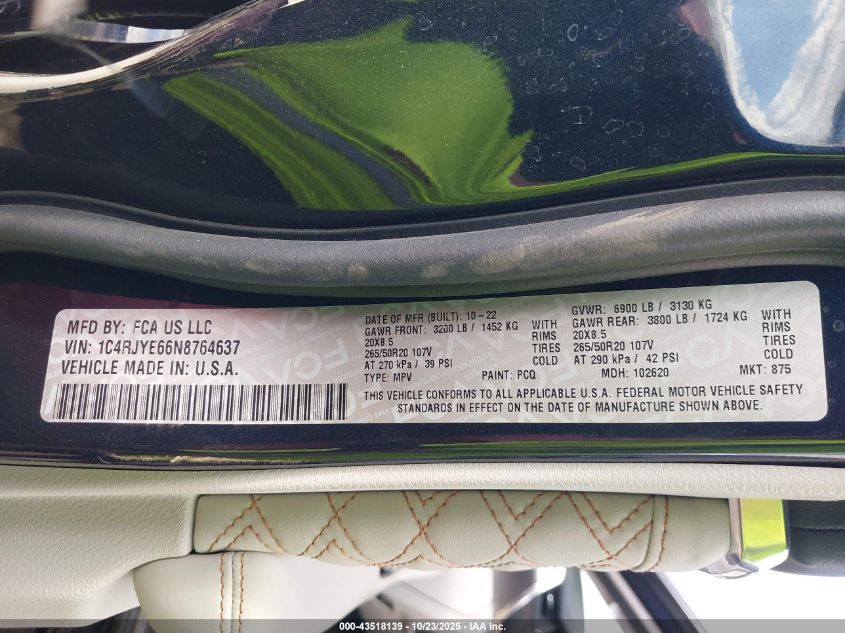 MFD BY: FCA US LLC
VIN: 1C4RJYE66N8764637
VEHICLE MADE IN: U.S.A.
DATE OF MFR (BUILT): 10-22
GAWR FRONT: 3200 LB / 1452 KG WITH
20X8.5 RIMS
265/50R20 107V TIRES
AT 270 kPa / 39 PSI COLD
TYPE: MPV PAINT: PCQ
GVWR: 6900 LB / 3130 KG
GAWR REAR: 3800 LB / 1724 KG WITH
20X8.5 RIMS
265/50R20 107V TIRES
AT 290 kPa / 42 PSI COLD
MDH: 102620 MKT: 875
THIS VEHICLE CONFORMS TO ALL APPLICABLE U.S.A. FEDERAL MOTOR VEHICLE SAFETY
STANDARDS IN EFFECT ON THE DATE OF MANUFACTURE SHOWN ABOVE.
000-43518139 - 10/23/2025 - IAA, Inc.